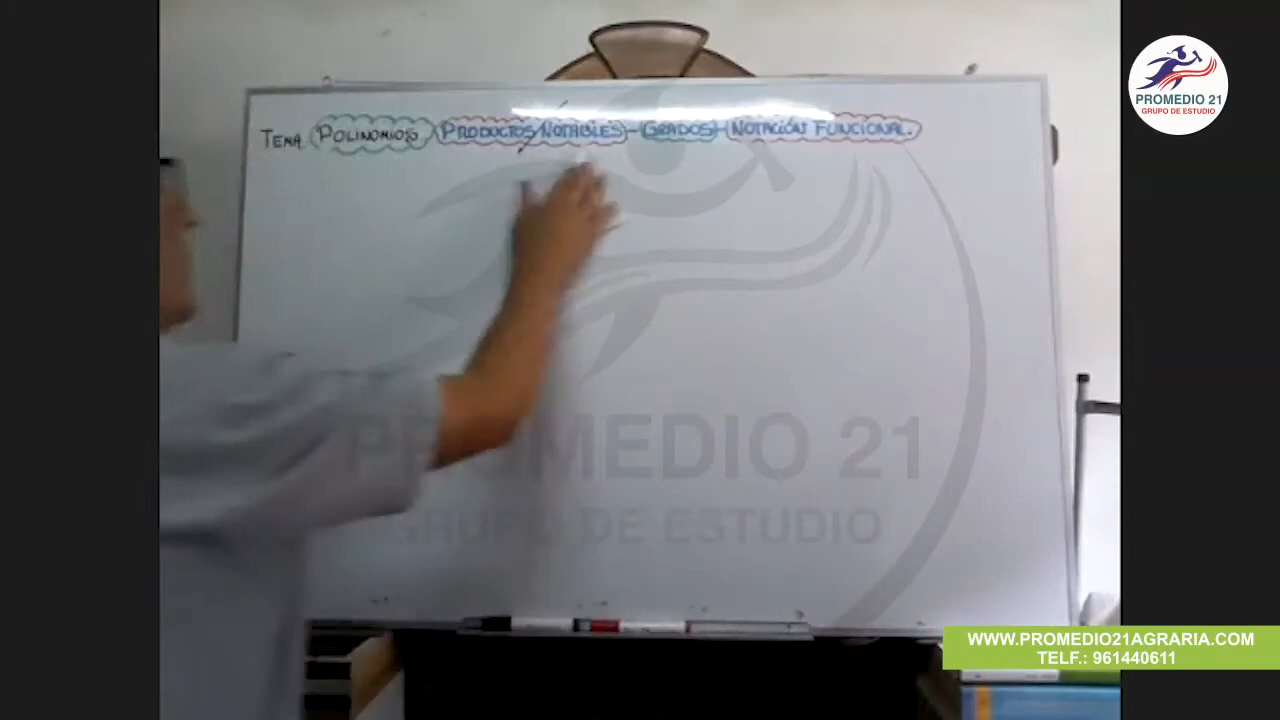 TEMA: POLINOMIOS PRODUCTOS NOTABLES - GRADOS - NOTACIÓN FUNCIONAL.
PROMEDIO 21
GRUPO DE ESTUDIO
PROMEDIO 21
GRUPO DE ESTUDIO
WWW.PROMEDIO21AGRARIA.COM
TELF.: 961440611